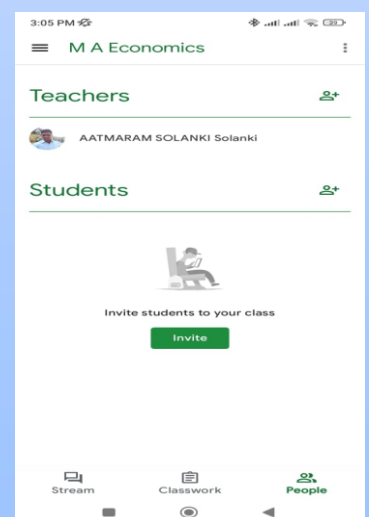 3:05 PM
M A Economics
Teachers
AATMARAM SOLANKI Solanki
Students
Invite students to your class
Invite
Stream Classwork People